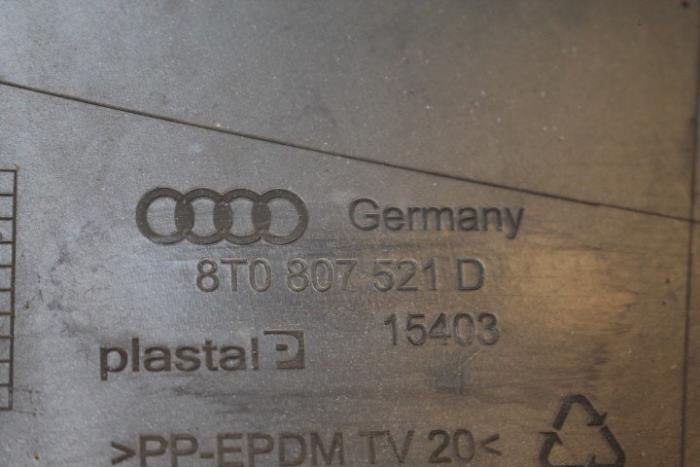 Germany
8T0 807 521 D
15403
plastal
>PP-EPDM TV 20<